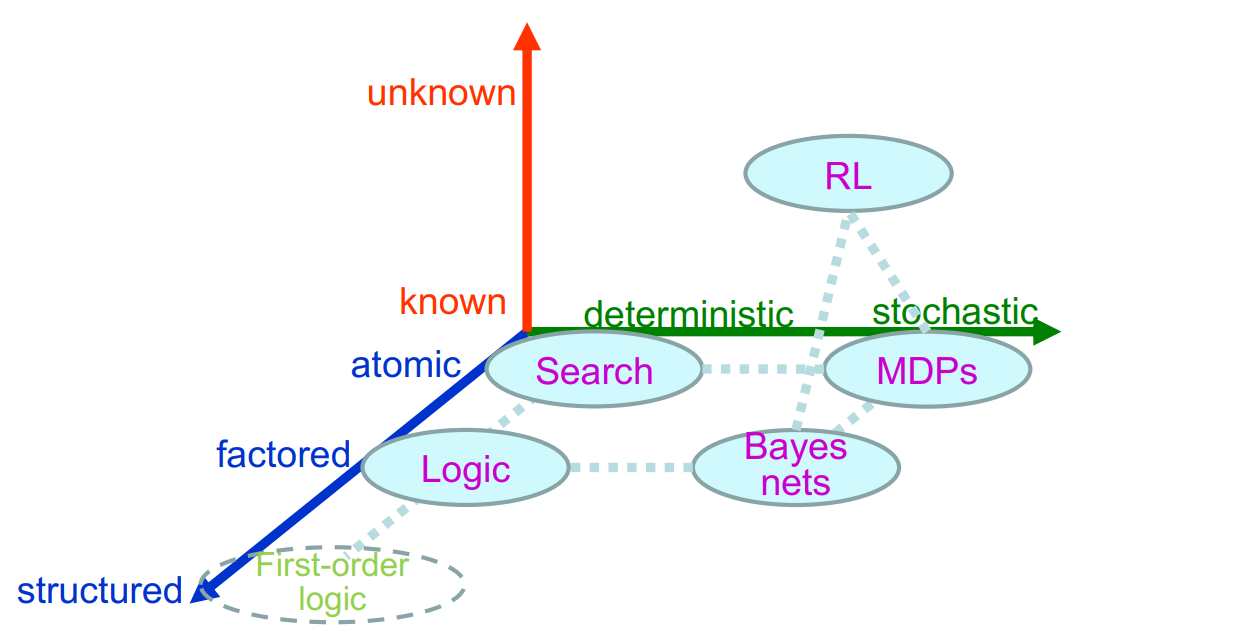 unknown
RL
known
deterministic
stochastic
atomic
Search
MDPs
factored
Logic
Bayes
nets
structured
First-order
logic